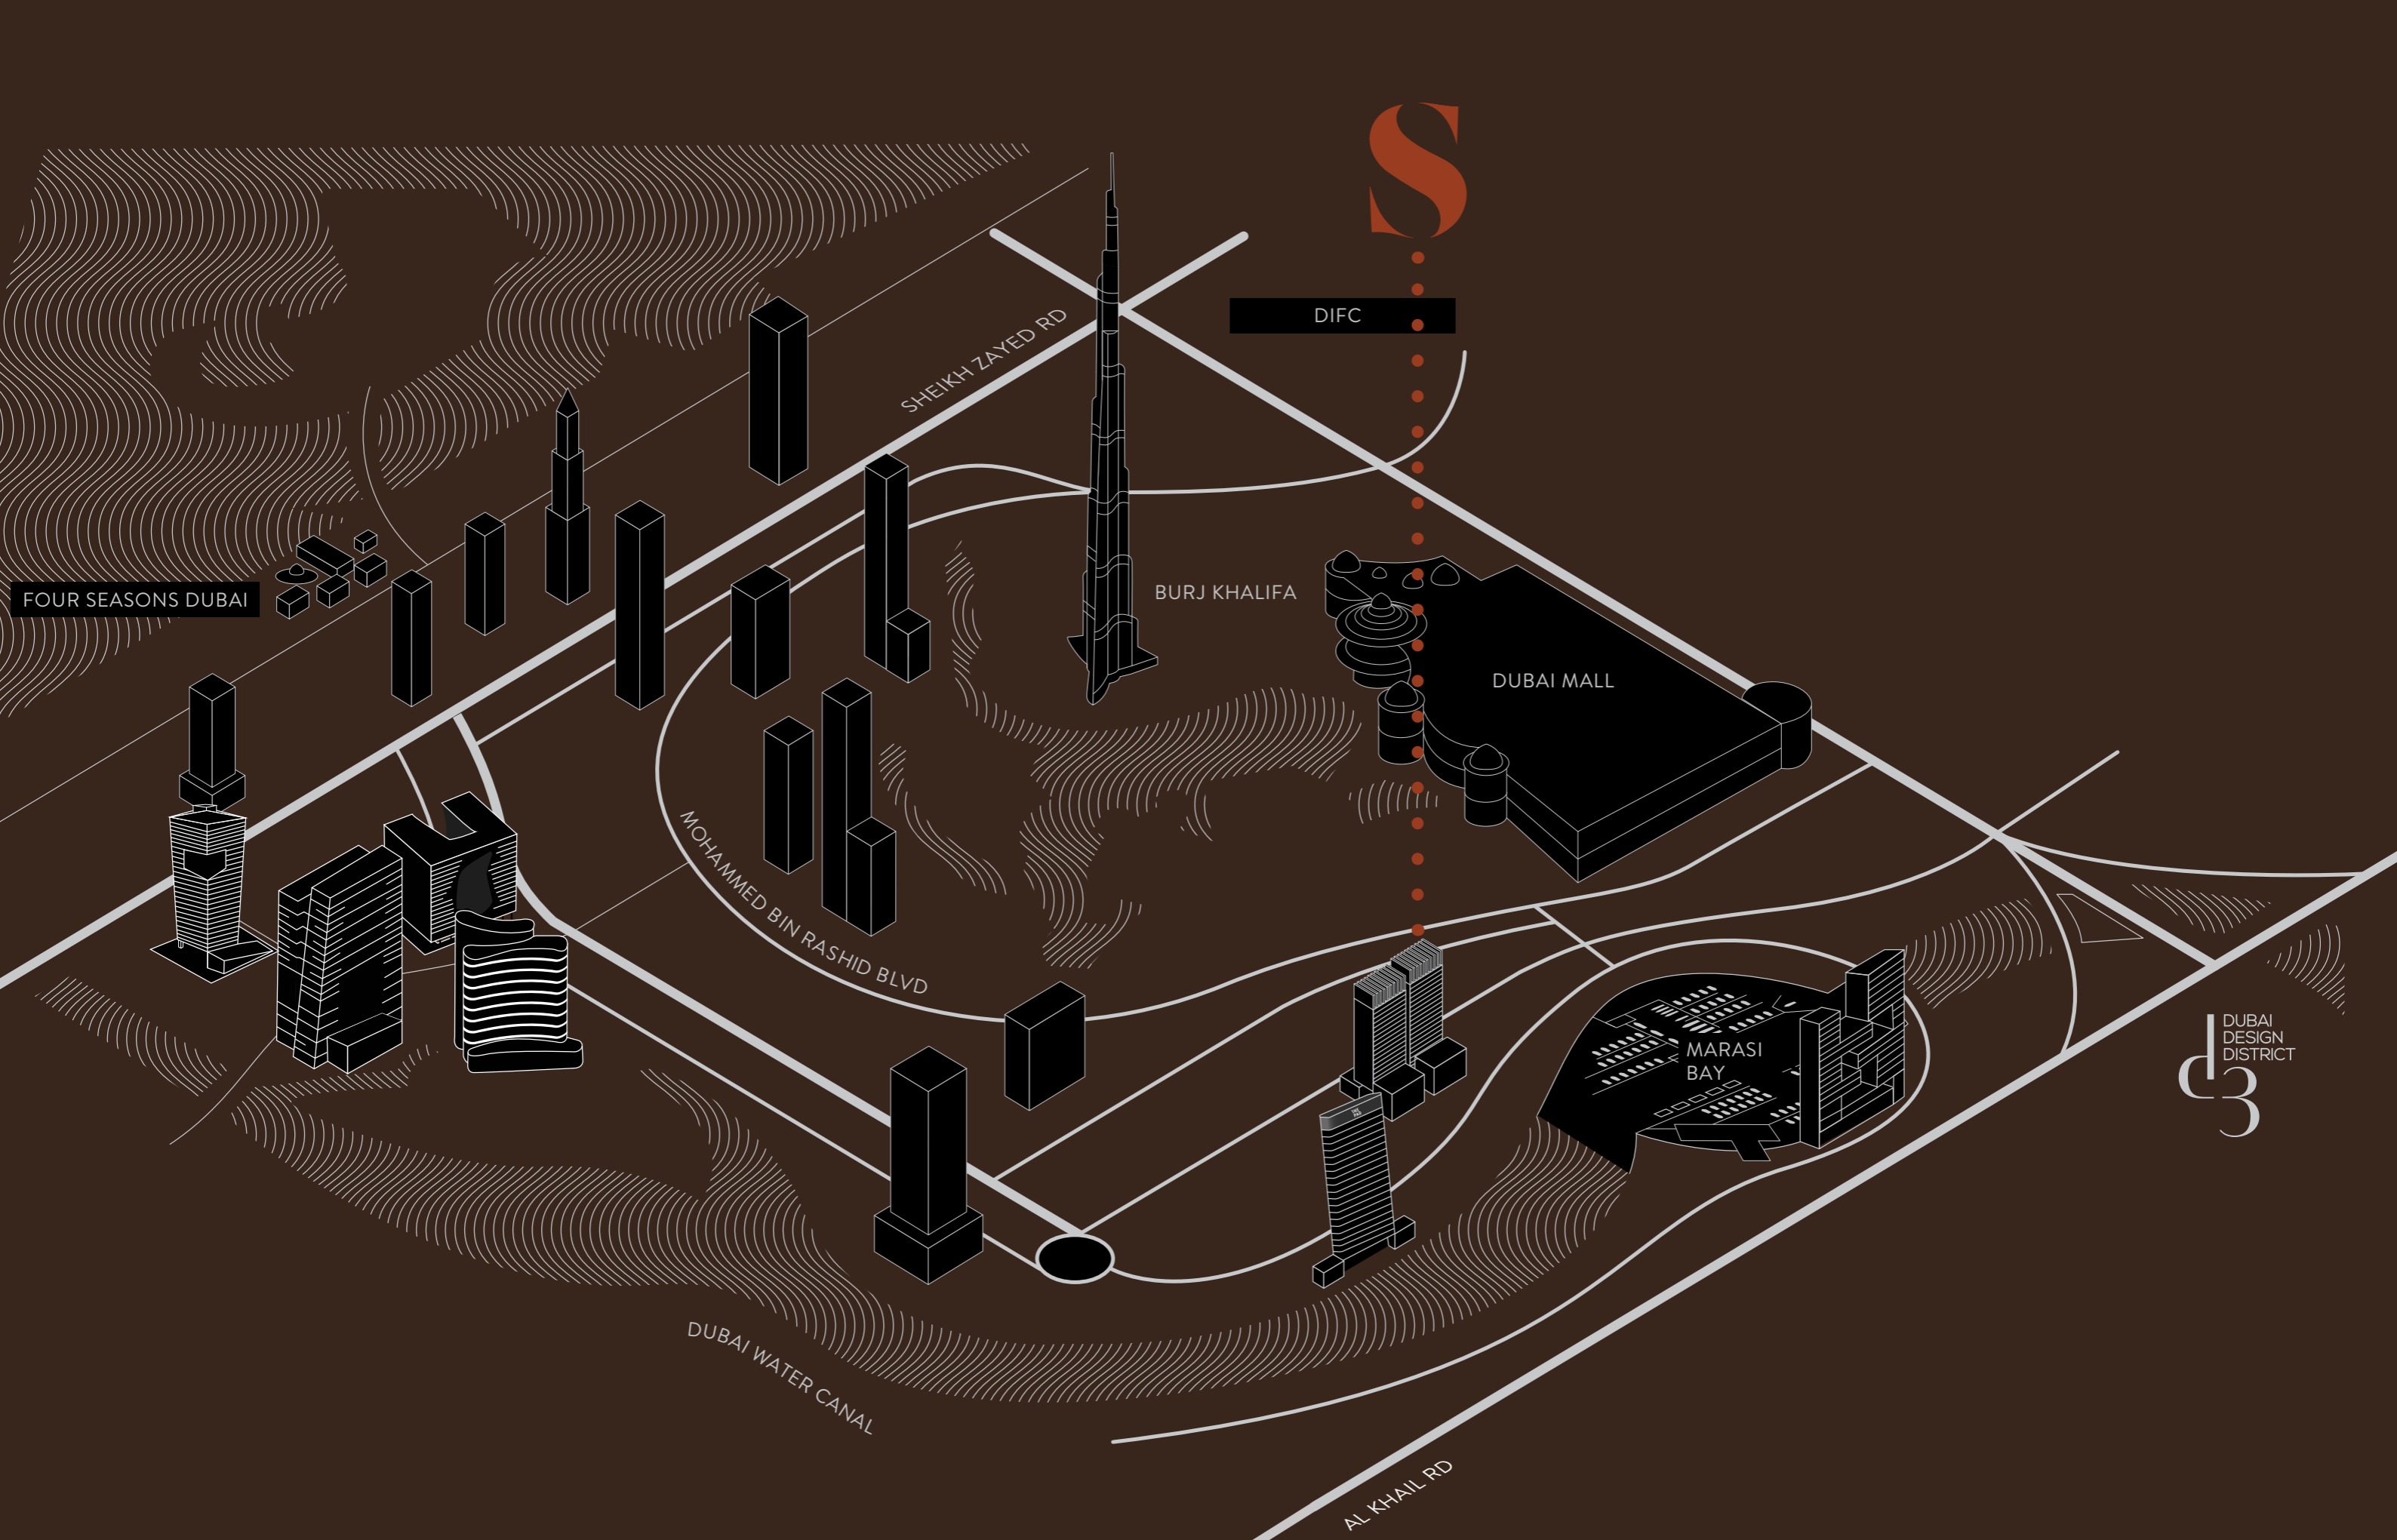 S
DIFC
SHEIKH ZAYED RD
FOUR SEASONS DUBAI
BURJ KHALIFA
DUBAI MALL
MOHAMMED BIN RASHID BLVD
MARASI
BAY
DUBAI
DESIGN
DISTRICT
d3
DUBAI WATER CANAL
AL KHAIL RD